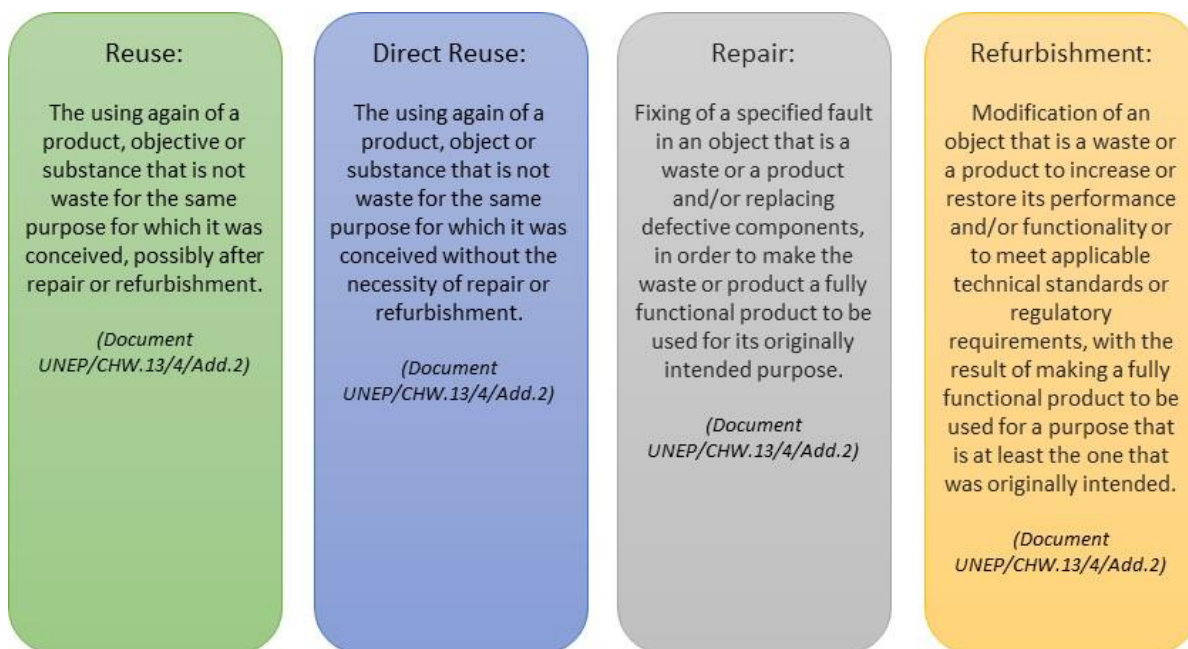 Reuse:
The using again of a
product, objective or
substance that is not
waste for the same
purpose for which it was
conceived, possibly after
repair or refurbishment.
(Document
UNEP/CHW.13/4/Add.2)
Direct Reuse:
The using again of a
product, object or
substance that is not
waste for the same
purpose for which it was
conceived without the
necessity of repair or
refurbishment.
(Document
UNEP/CHW.13/4/Add.2)
Repair:
Fixing of a specified fault
in an object that is a
waste or a product
and/or replacing
defective components,
in order to make the
waste or product a fully
functional product to be
used for its originally
intended purpose.
(Document
UNEP/CHW.13/4/Add.2)
Refurbishment:
Modification of an
object that is a waste or
a product to increase or
restore its performance
and/or functionality or
to meet applicable
technical standards or
regulatory
requirements, with the
result of making a fully
functional product to be
used for a purpose that
is at least the one that
was originally intended.
(Document
UNEP/CHW.13/4/Add.2)